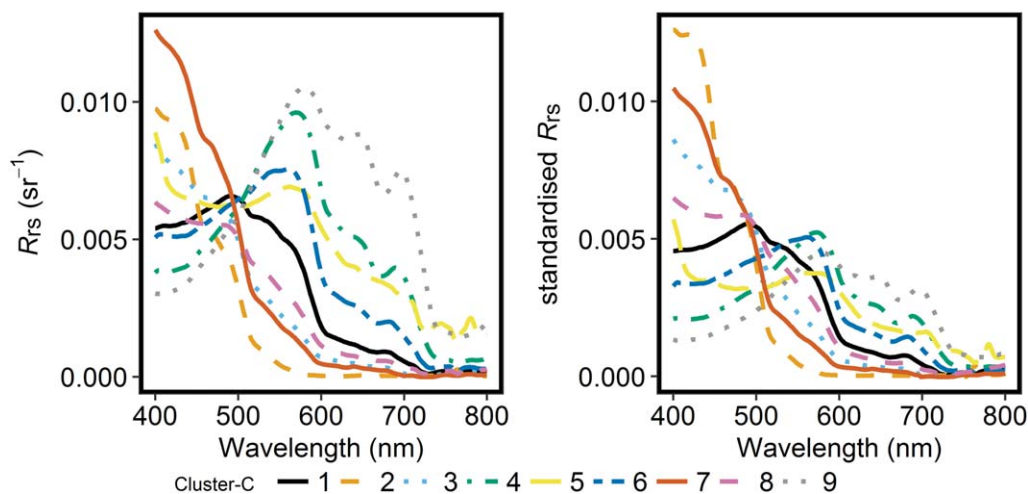 Rrs (sr−1)
0.010
0.005
0.000
400 500 600 700 800
Wavelength (nm)
standardised Rrs
0.010
0.005
0.000
400 500 600 700 800
Wavelength (nm)
Cluster-C 1 2 3 4 5 6 7 8 9